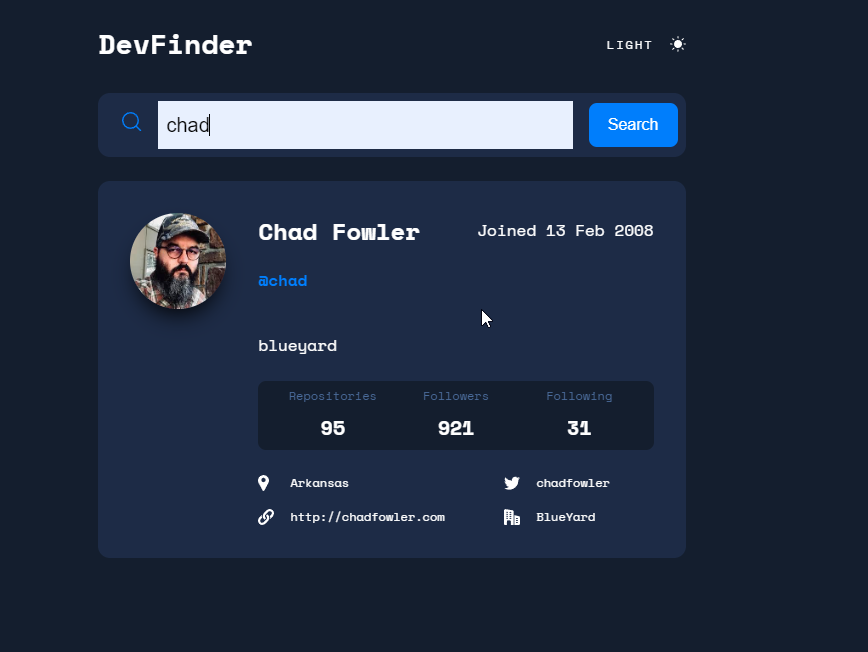 DevFinder
LIGHT
chad
Search
Chad Fowler
Joined 13 Feb 2008
@chad
blueyard
Repositories Followers Following
95 921 31
Arkansas
chadfowler
http://chadfowler.com
BlueYard